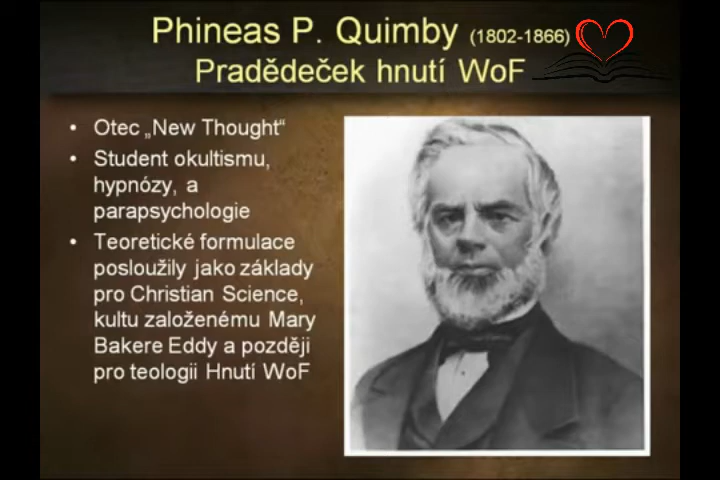 Phineas P. Quimby (1802-1866)
Pradědeček hnutí WoF
• Otec „New Thought“
• Student okultismu,
hypnózy, a
parapsychologie
• Teoretické formulace
posloužily jako základy
pro Christian Science,
kultu založenému Mary
Bakere Eddy a později
pro teologii Hnutí WoF